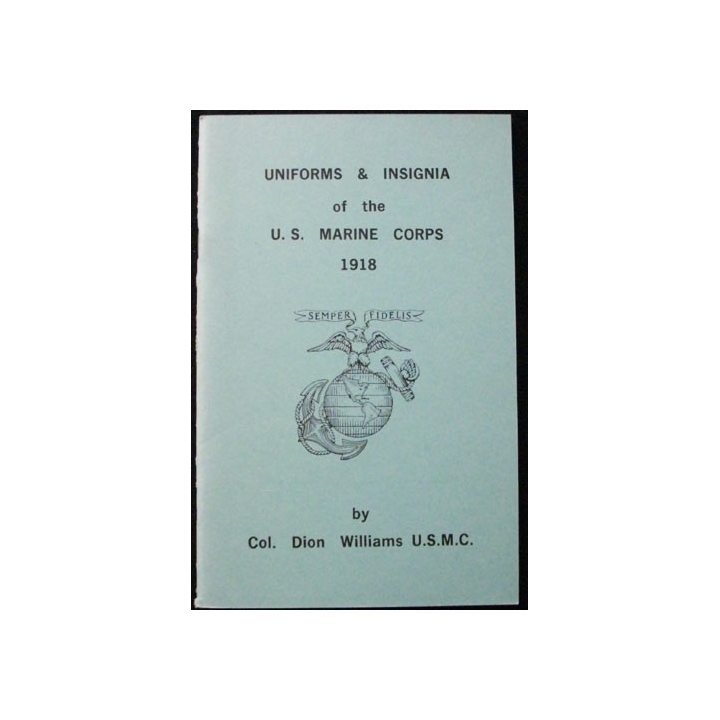 UNIFORMS & INSIGNIA
of the
U. S. MARINE CORPS
1918
SEMPER FIDELIS
by
Col. Dion Williams U.S.M.C.